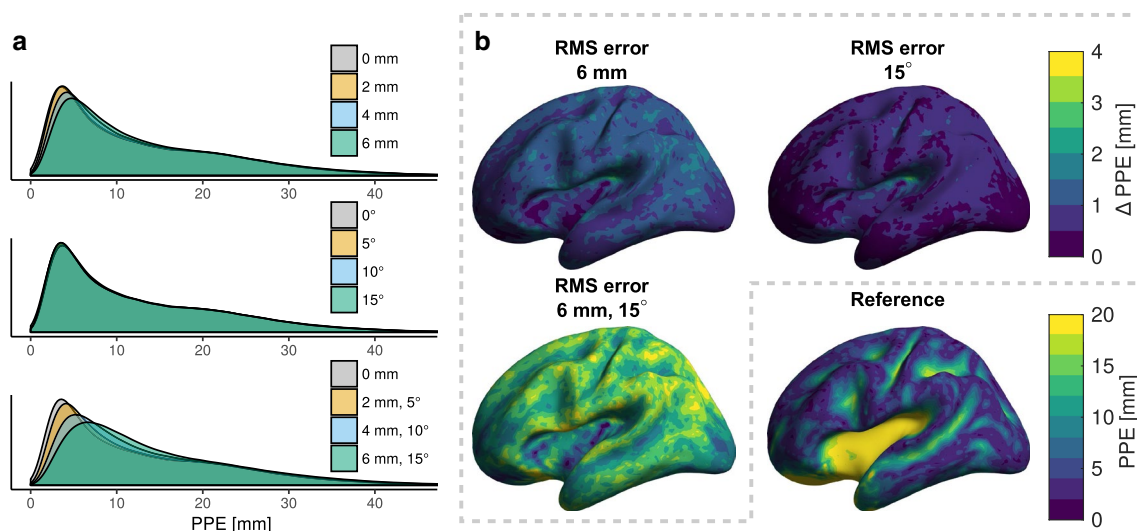 a
0 mm
2 mm
4 mm
6 mm
0 10 20 30 40
0°
5°
10°
15°
0 10 20 30 40
0 mm
2 mm, 5°
4 mm, 10°
6 mm, 15°
0 10 20 30 40
PPE [mm]
b
RMS error
6 mm
RMS error
15°
4
3
2
1
0
Δ PPE [mm]
RMS error
6 mm, 15°
Reference
20
15
10
5
0
PPE [mm]